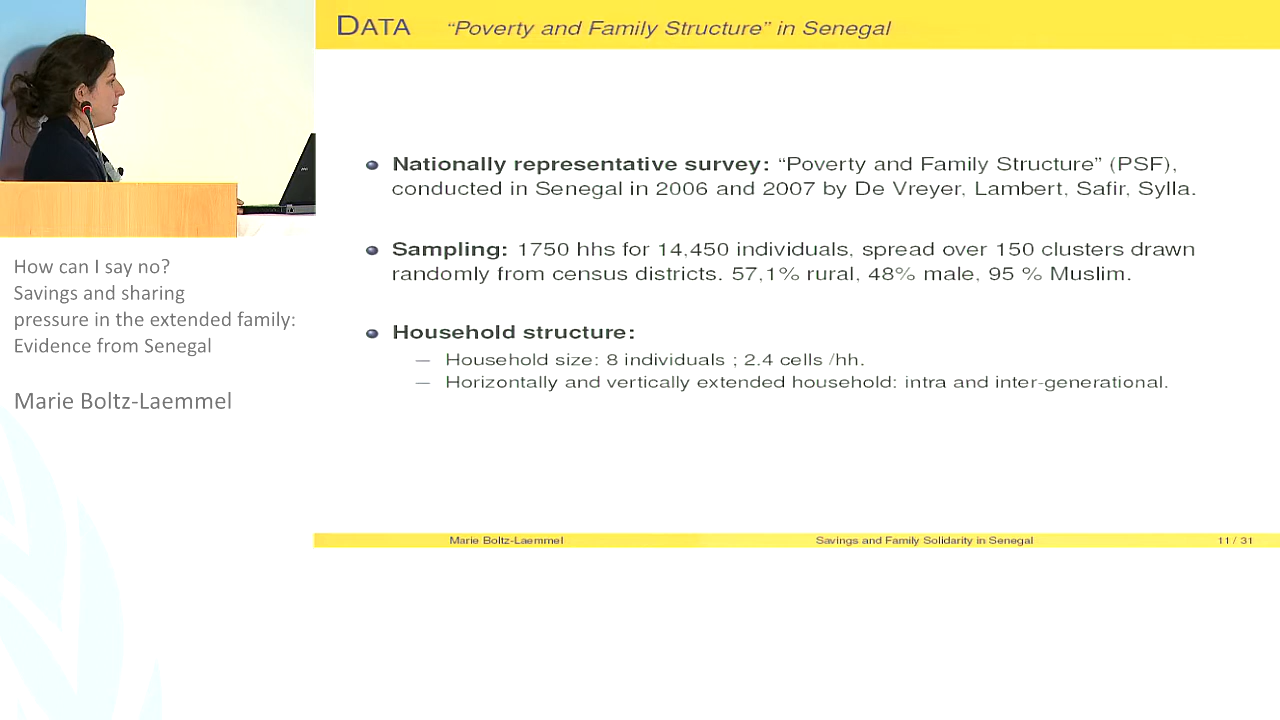 DATA "Poverty and Family Structure" in Senegal
Nationally representative survey: "Poverty and Family Structure" (PSF),
conducted in Senegal in 2006 and 2007 by De Vreyer, Lambert, Safir, Sylla.
Sampling: 1750 hhs for 14,450 individuals, spread over 150 clusters drawn
randomly from census districts. 57,1% rural, 48% male, 95 % Muslim.
Household structure:
— Household size: 8 individuals ; 2.4 cells /hh.
— Horizontally and vertically extended household: intra and inter-generational.
Marie Boltz-Laemmel Savings and Family Solidarity in Senegal 11 / 31
How can I say no?
Savings and sharing
pressure in the extended family:
Evidence from Senegal
Marie Boltz-Laemmel